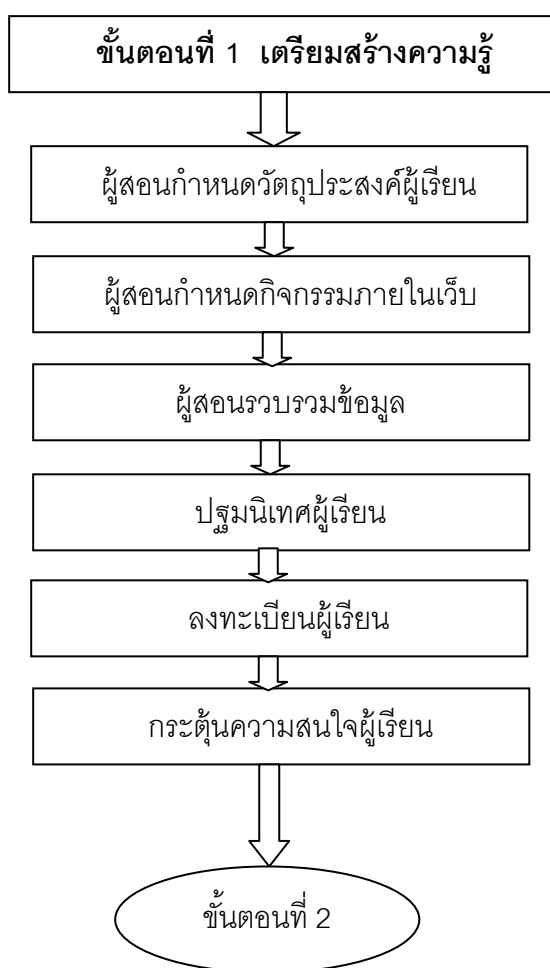 ขั้นตอนที่ 1 เตรียมสร้างความรู้
ผู้สอนกำหนดวัตถุประสงค์ผู้เรียน
ผู้สอนกำหนดกิจกรรมภายในเว็บ
ผู้สอนรวบรวมข้อมูล
ปฐมนิเทศผู้เรียน
ลงทะเบียนผู้เรียน
กระตุ้นความสนใจผู้เรียน
ขั้นตอนที่ 2